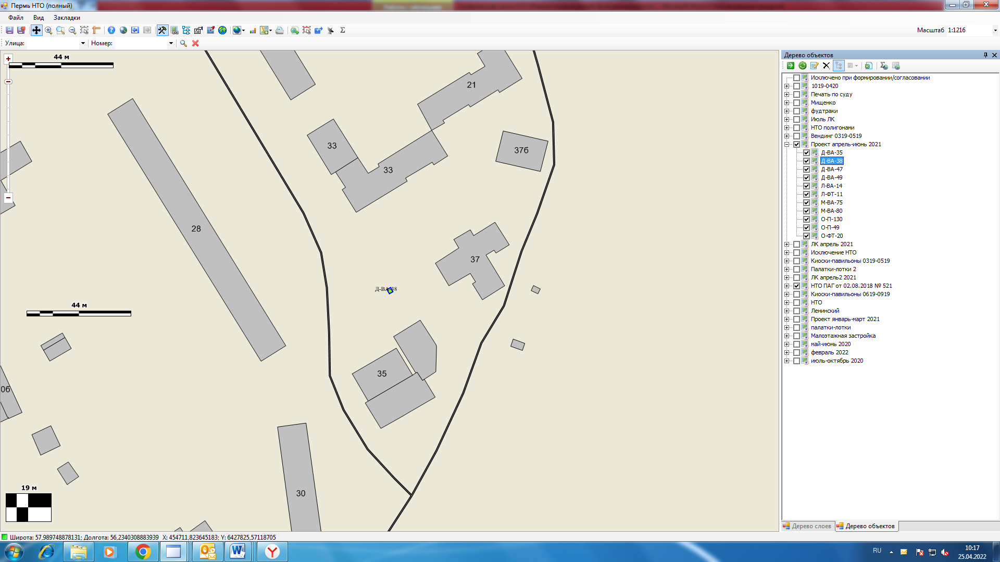 Пермь НТО (полный)
Файл Вид Закладки
Масштаб 1:1216
Улица: Номер:
44 м
21
33
33
37б
28
37
Д-ВА-38
44 м
35
0б
30
19 м
Дерево объектов
Исключено при формировании/согласовании
1019-0420
Печать по суду
Мищенко
фудтраки
Июль ЛК
НТО полигонами
Вендинг 0319-0519
Проект апрель-июнь 2021
Д-ВА-35
Д-ВА-38
Д-ВА-47
Д-ВА-49
Л-ВА-14
Л-ФТ-11
М-ВА-75
М-ВА-80
О-П-130
О-П-49
О-ФТ-20
ЛК апрель 2021
Исключение НТО
Киоски-павильоны 0319-0519
Палатки-лотки 2
ЛК апрель2 2021
НТО ПАГ от 02.08.2018 № 521
Киоски-павильоны 0619-0919
НТО
Ленинский
Проект январь-март 2021
палатки-лотки
Малоэтажная застройка
май-июнь 2020
февраль 2022
июль-октябрь 2020
Дерево слоев Дерево объектов
Широта: 57,989748878131; Долгота: 56,2340308883939 X: 454711,823645183; Y: 6427825,57118705
RU
10:17
25.04.2022